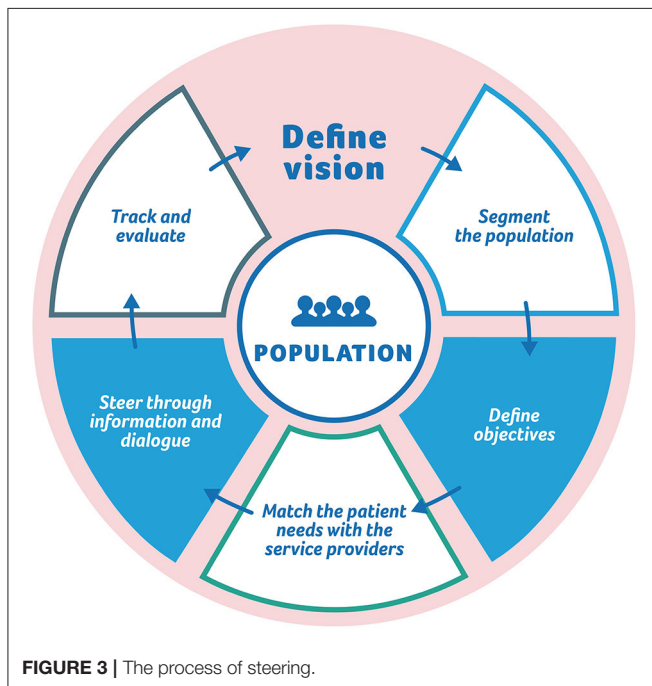 Define
vision
Segment
the population
Define
objectives
Match the patient
needs with the
service providers
Steer through
information and
dialogue
Track and
evaluate
POPULATION
FIGURE 3 | The process of steering.